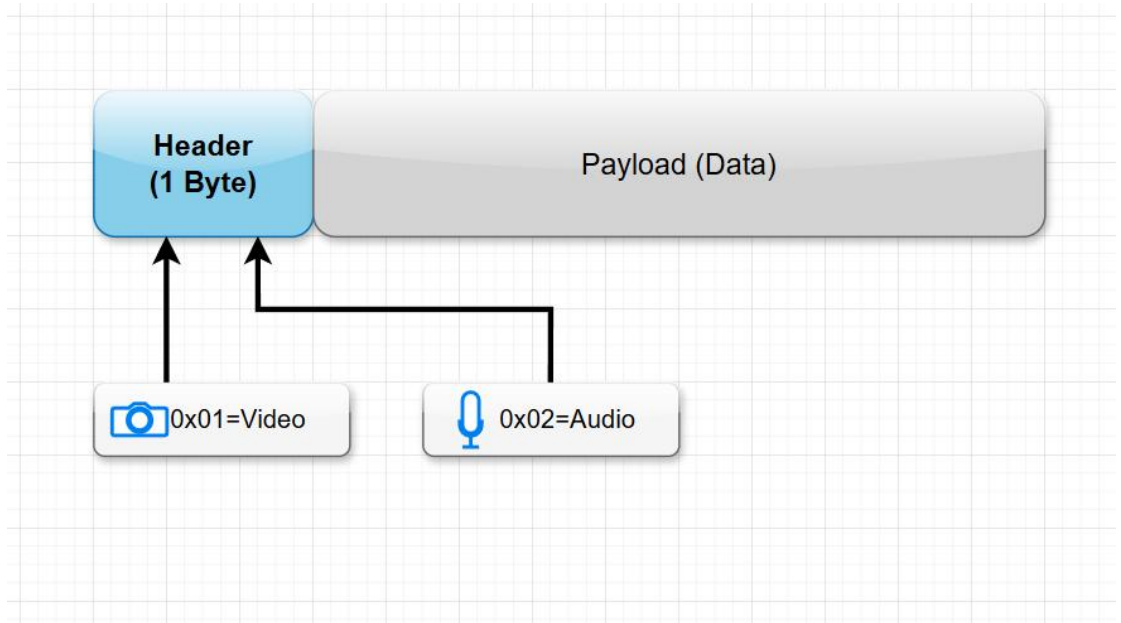 Header
(1 Byte)
Payload (Data)
0x01=Video
0x02=Audio